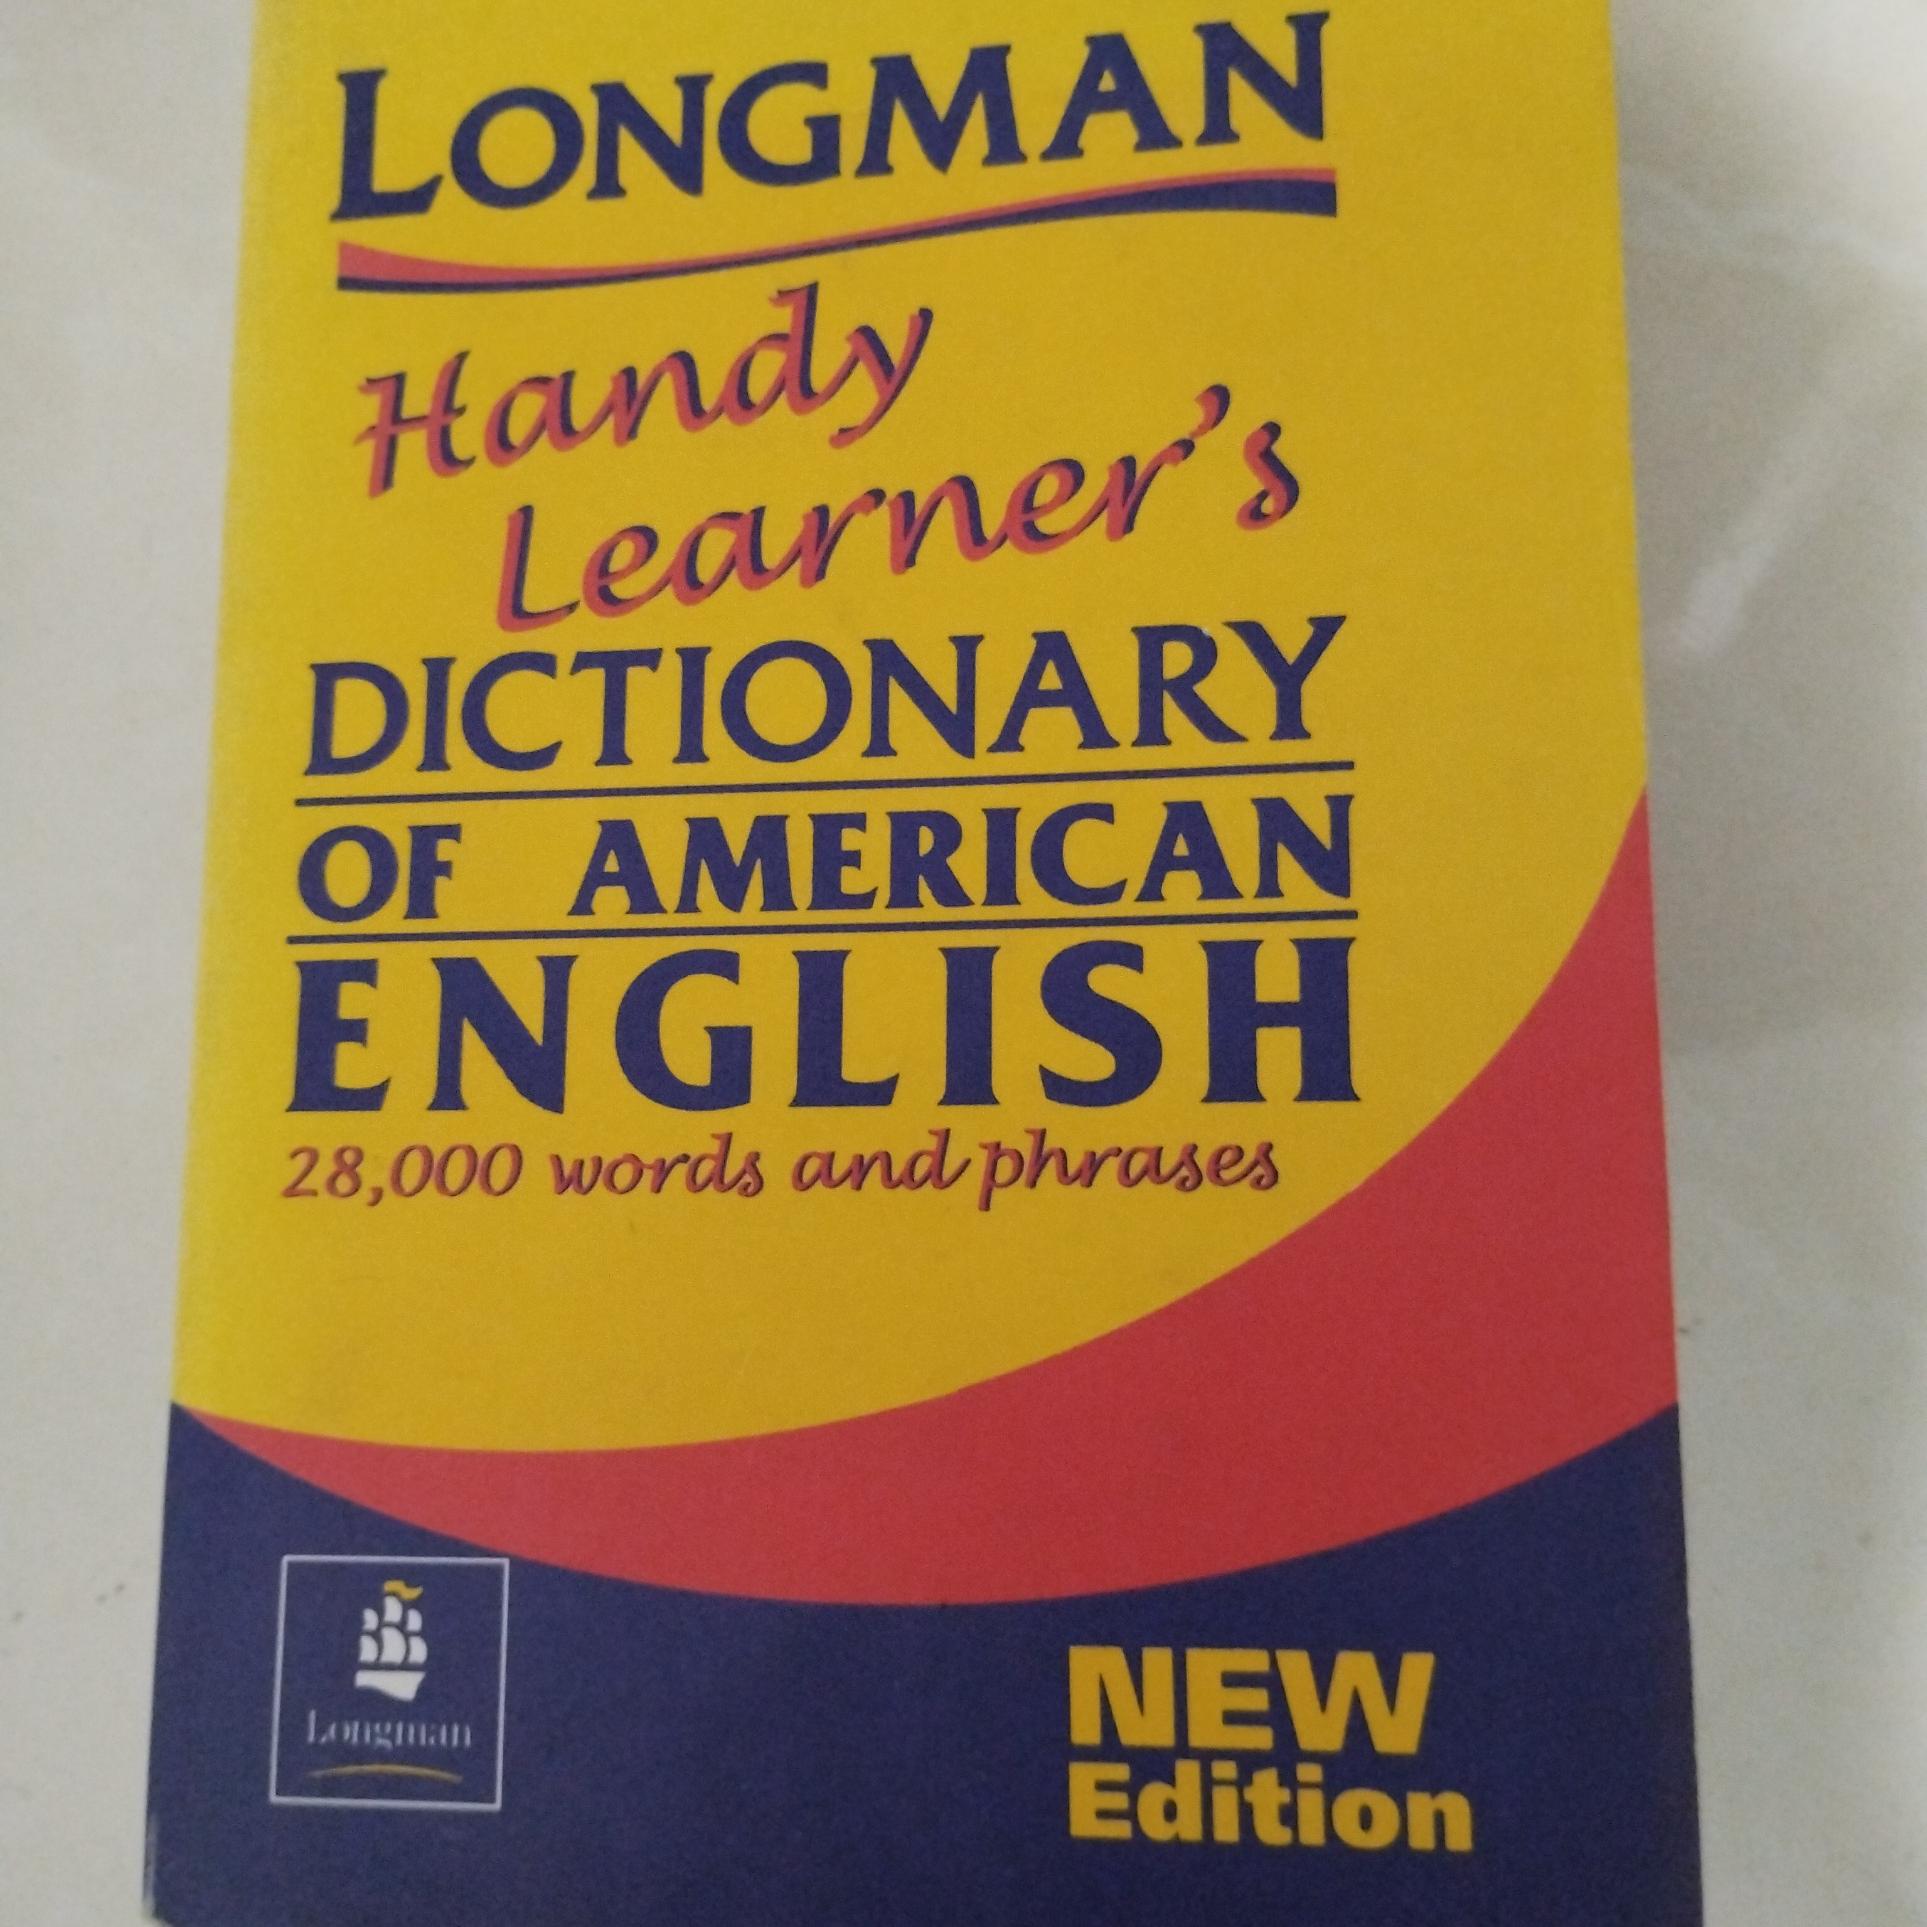 LONGMAN
Handy
Learner's
DICTIONARY
OF AMERICAN
ENGLISH
28,000 words and phrases
Longman
NEW
Edition